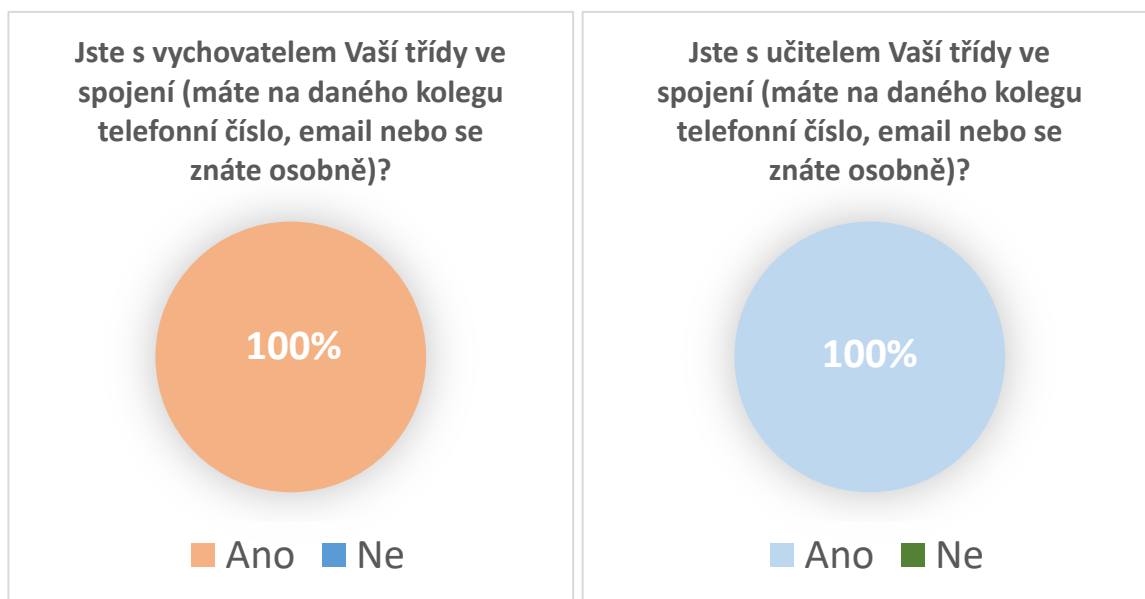 Jste s vychovatelem Vaší třídy ve
spojení (máte na daného kolegu
telefonní číslo, email nebo se
znáte osobně)?
100%
Ano Ne
Jste s učitelem Vaší třídy ve
spojení (máte na daného kolegu
telefonní číslo, email nebo se
znáte osobně)?
100%
Ano Ne